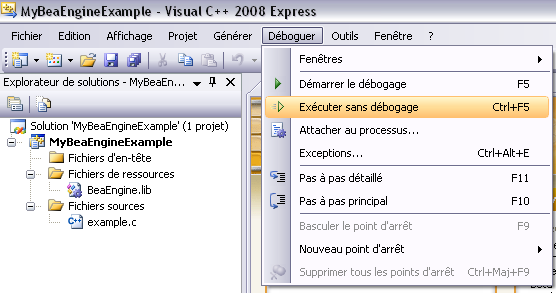 MyBeaEngineExample - Visual C++ 2008 Express
Fichier Edition Affichage Projet Générer Déboguer Outils Fenêtre ?
Explorateur de solutions - MyBeaEn...
Solution 'MyBeaEngineExample' (1 projet)
MyBeaEngineExample
Fichiers d'en-tête
Fichiers de ressources
BeaEngine.lib
Fichiers sources
example.c
Fenêtres
Démarrer le débogage F5
Exécuter sans débogage Ctrl+F5
Attacher au processus...
Exceptions... Ctrl+Alt+E
Pas à pas détaillé F11
Pas à pas principal F10
Basculer le point d'arrêt F9
Nouveau point d'arrêt
Supprimer tous les points d'arrêt Ctrl+Maj+F9